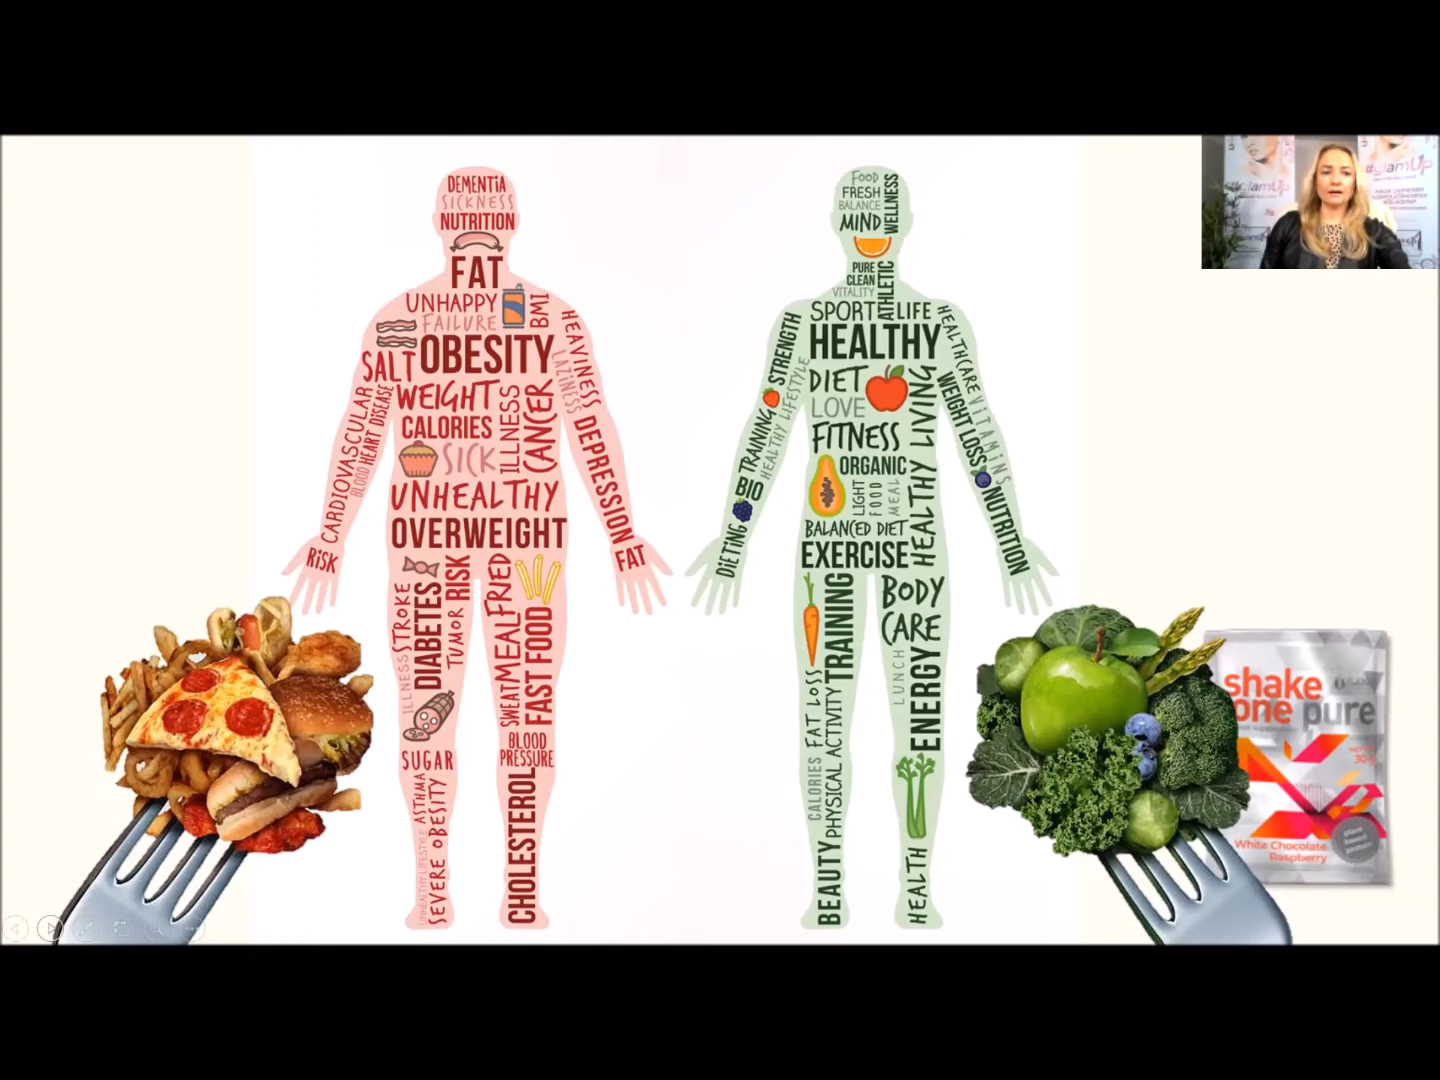 DEMENTiA
SICKNESS
NUTRITION
FAT
UNHAPPY
FAILURE
BMI
HEAVINESS
LAZINESS
SALT
OBESITY
WEIGHT
CALORIES
SICK
ILLNESS
CANCER
CARDIOVASCULAR
BLOOD
HEART DISEASE
DEPRESSION
UNHEALTHY
OVERWEIGHT
RISK
FAT
STROKE
ILLNESS
DIABETES
TUMOR
RISK
SWEAT
MEAL
FRIED
FAST FOOD
SUGAR
BLOOD
PRESSURE
ASTHMA
UNHEALTHY LIFESTYLE
SEVERE OBESITY
CHOLESTEROL
FOOD
FRESH
BALANCE
MIND
WELLNESS
PURE
CLEAN
VITALITY
ATHLETIC
SPORT
LIFE
HEALTHY
STRENGTH
HEALTHCARE
DIET
LOVE
HEALTHY LIFESTYLE
HEALTHY LIVING
WEIGHT LOSS
VITAMINS
FITNESS
TRAINING
ORGANIC
BIO
LIGHT
FOOD
MEAL
NUTRITION
DIETING
BALANCED DIET
EXERCISE
TRAINING
BODY
CARE
LUNCH
ENERGY
FAT LOSS
CALORIES
PHYSICAL ACTIVITY
BEAUTY
HEALTH
shake
one pure
White Chocolate
Raspberry
plant
based
protein
#glamUp